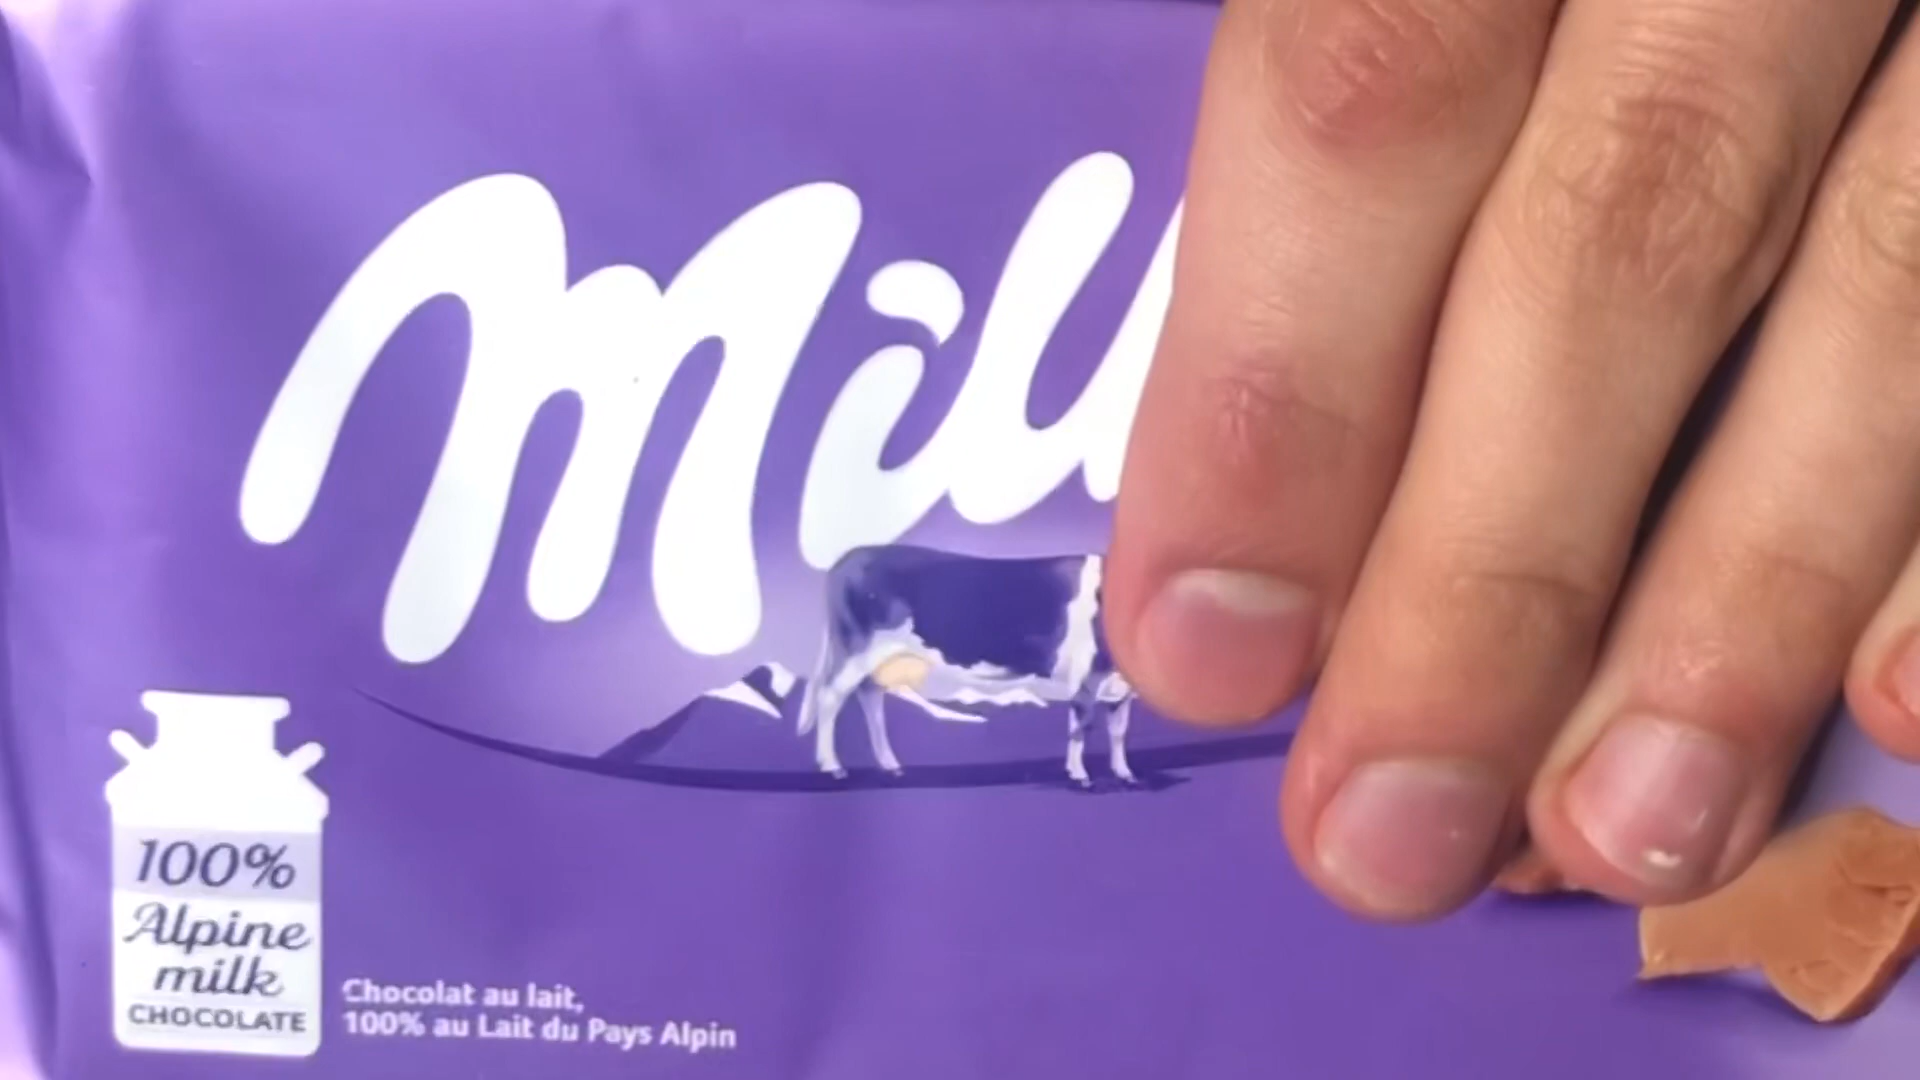 Mil
100%
Alpine
milk
CHOCOLATE
Chocolat au lait,
100% au Lait du Pays Alpin